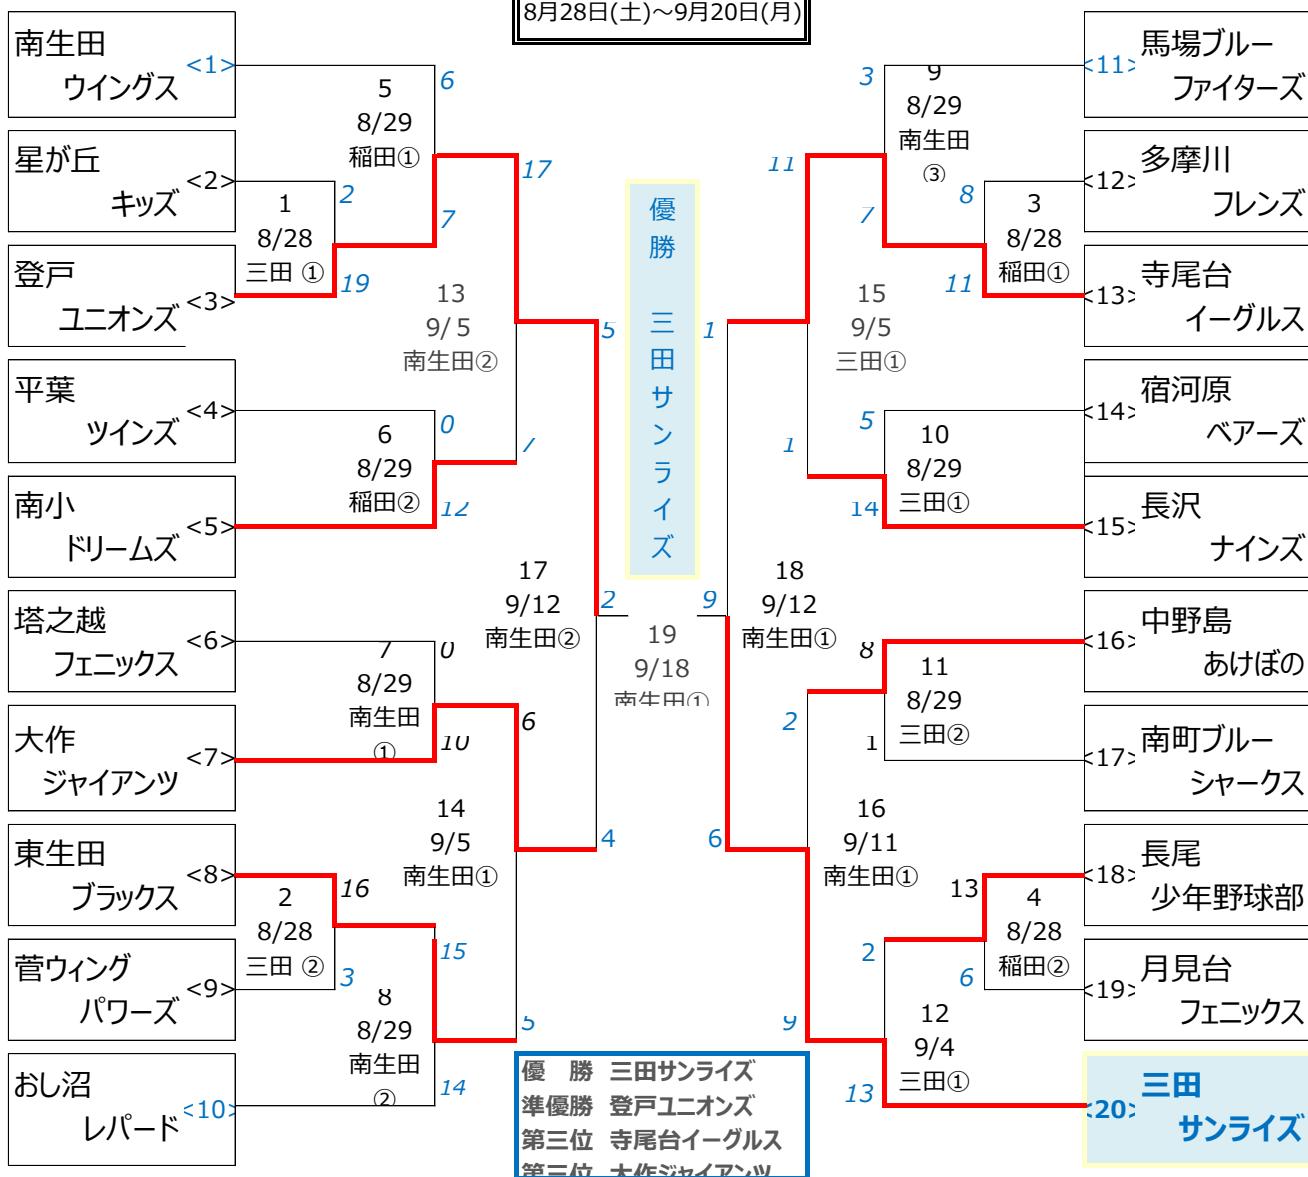 8月28日(土)～9月20日(月)
南生田
ウイングス
<1>
星が丘
キッズ
<2>
登戸
ユニオンズ
<3>
平葉
ツインズ
<4>
南小
ドリームズ
<5>
塔之越
フェニックス
<6>
大作
ジャイアンツ
<7>
東生田
ブラックス
<8>
菅ウィング
パワーズ
<9>
おし沼
レパード
<10>
1
8/28
三田 ①
2
19
2
8/28
三田 ②
16
3
5
8/29
稲田①
6
7
6
8/29
稲田②
0
12
7
8/29
南生田
①
0
10
8
8/29
南生田
②
15
14
13
9/5
南生田②
17
7
14
9/5
南生田①
6
5
17
9/12
南生田②
5
4
優勝 三田サンライズ
2
9
19
9/18
南生田①
18
9/12
南生田①
1
6
15
9/5
三田①
11
1
16
9/11
南生田①
2
9
9
8/29
南生田
③
3
7
10
8/29
三田①
5
14
11
8/29
三田②
8
1
12
9/4
三田①
2
13
3
8/28
稲田①
8
11
4
8/28
稲田②
13
6
<11>
馬場ブルー
ファイターズ
<12>
多摩川
フレンズ
<13>
寺尾台
イーグルス
<14>
宿河原
ベアーズ
<15>
長沢
ナインズ
<16>
中野島
あけぼの
<17>
南町ブルー
シャークス
<18>
長尾
少年野球部
<19>
月見台
フェニックス
<20>
三田
サンライズ
優　勝 三田サンライズ
準優勝 登戸ユニオンズ
第三位 寺尾台イーグルス
第三位 大作ジャイアンツ